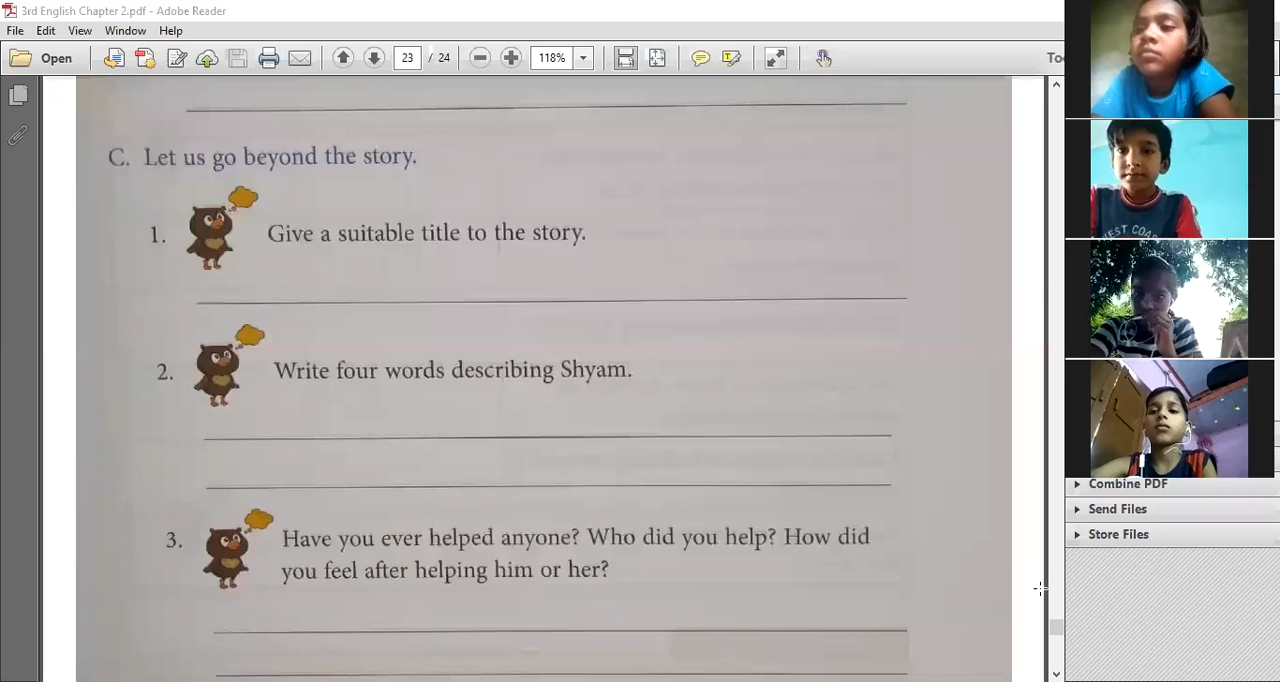 3rd English Chapter 2.pdf - Adobe Reader
File Edit View Window Help
Open 23 / 24 118%
C. Let us go beyond the story.
1. Give a suitable title to the story.
2. Write four words describing Shyam.
3. Have you ever helped anyone? Who did you help? How did
you feel after helping him or her?
To
WEST COAS
Combine PDF
Send Files
Store Files